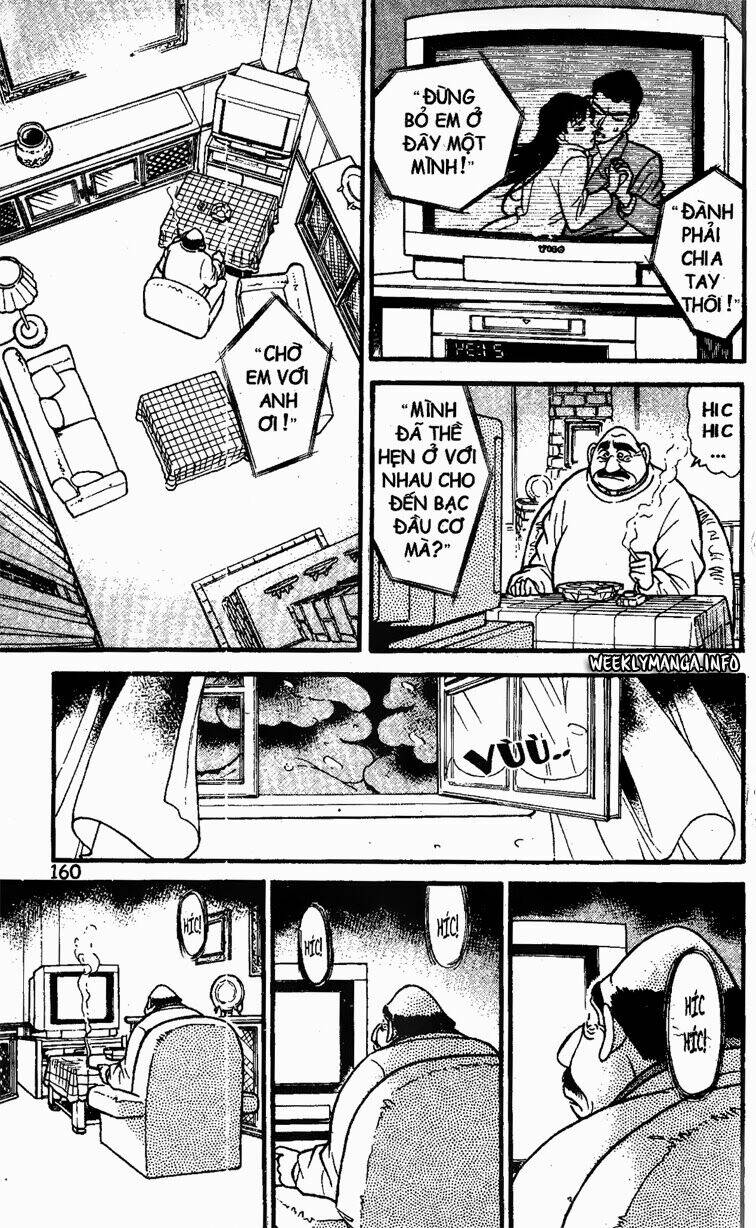 "ĐÀNH
PHẢI
CHIA
TAY
THÔI!"
"ĐỪNG
BỎ EM Ở
ĐÂY MỘT
MÌNH!"
HIC
HIC
...
"MÌNH
ĐÃ THỀ
HẸN Ở VỚI
NHAU CHO
ĐẾN BẠC
ĐẦU CƠ
MÀ?"
"CHỜ
EM VỚI
ANH
ƠI!"
WEEKLYMANGA.INFO
VÙÙ..
160
HÍC
HÍC!
HÍC!
HÍC!
HÍC!